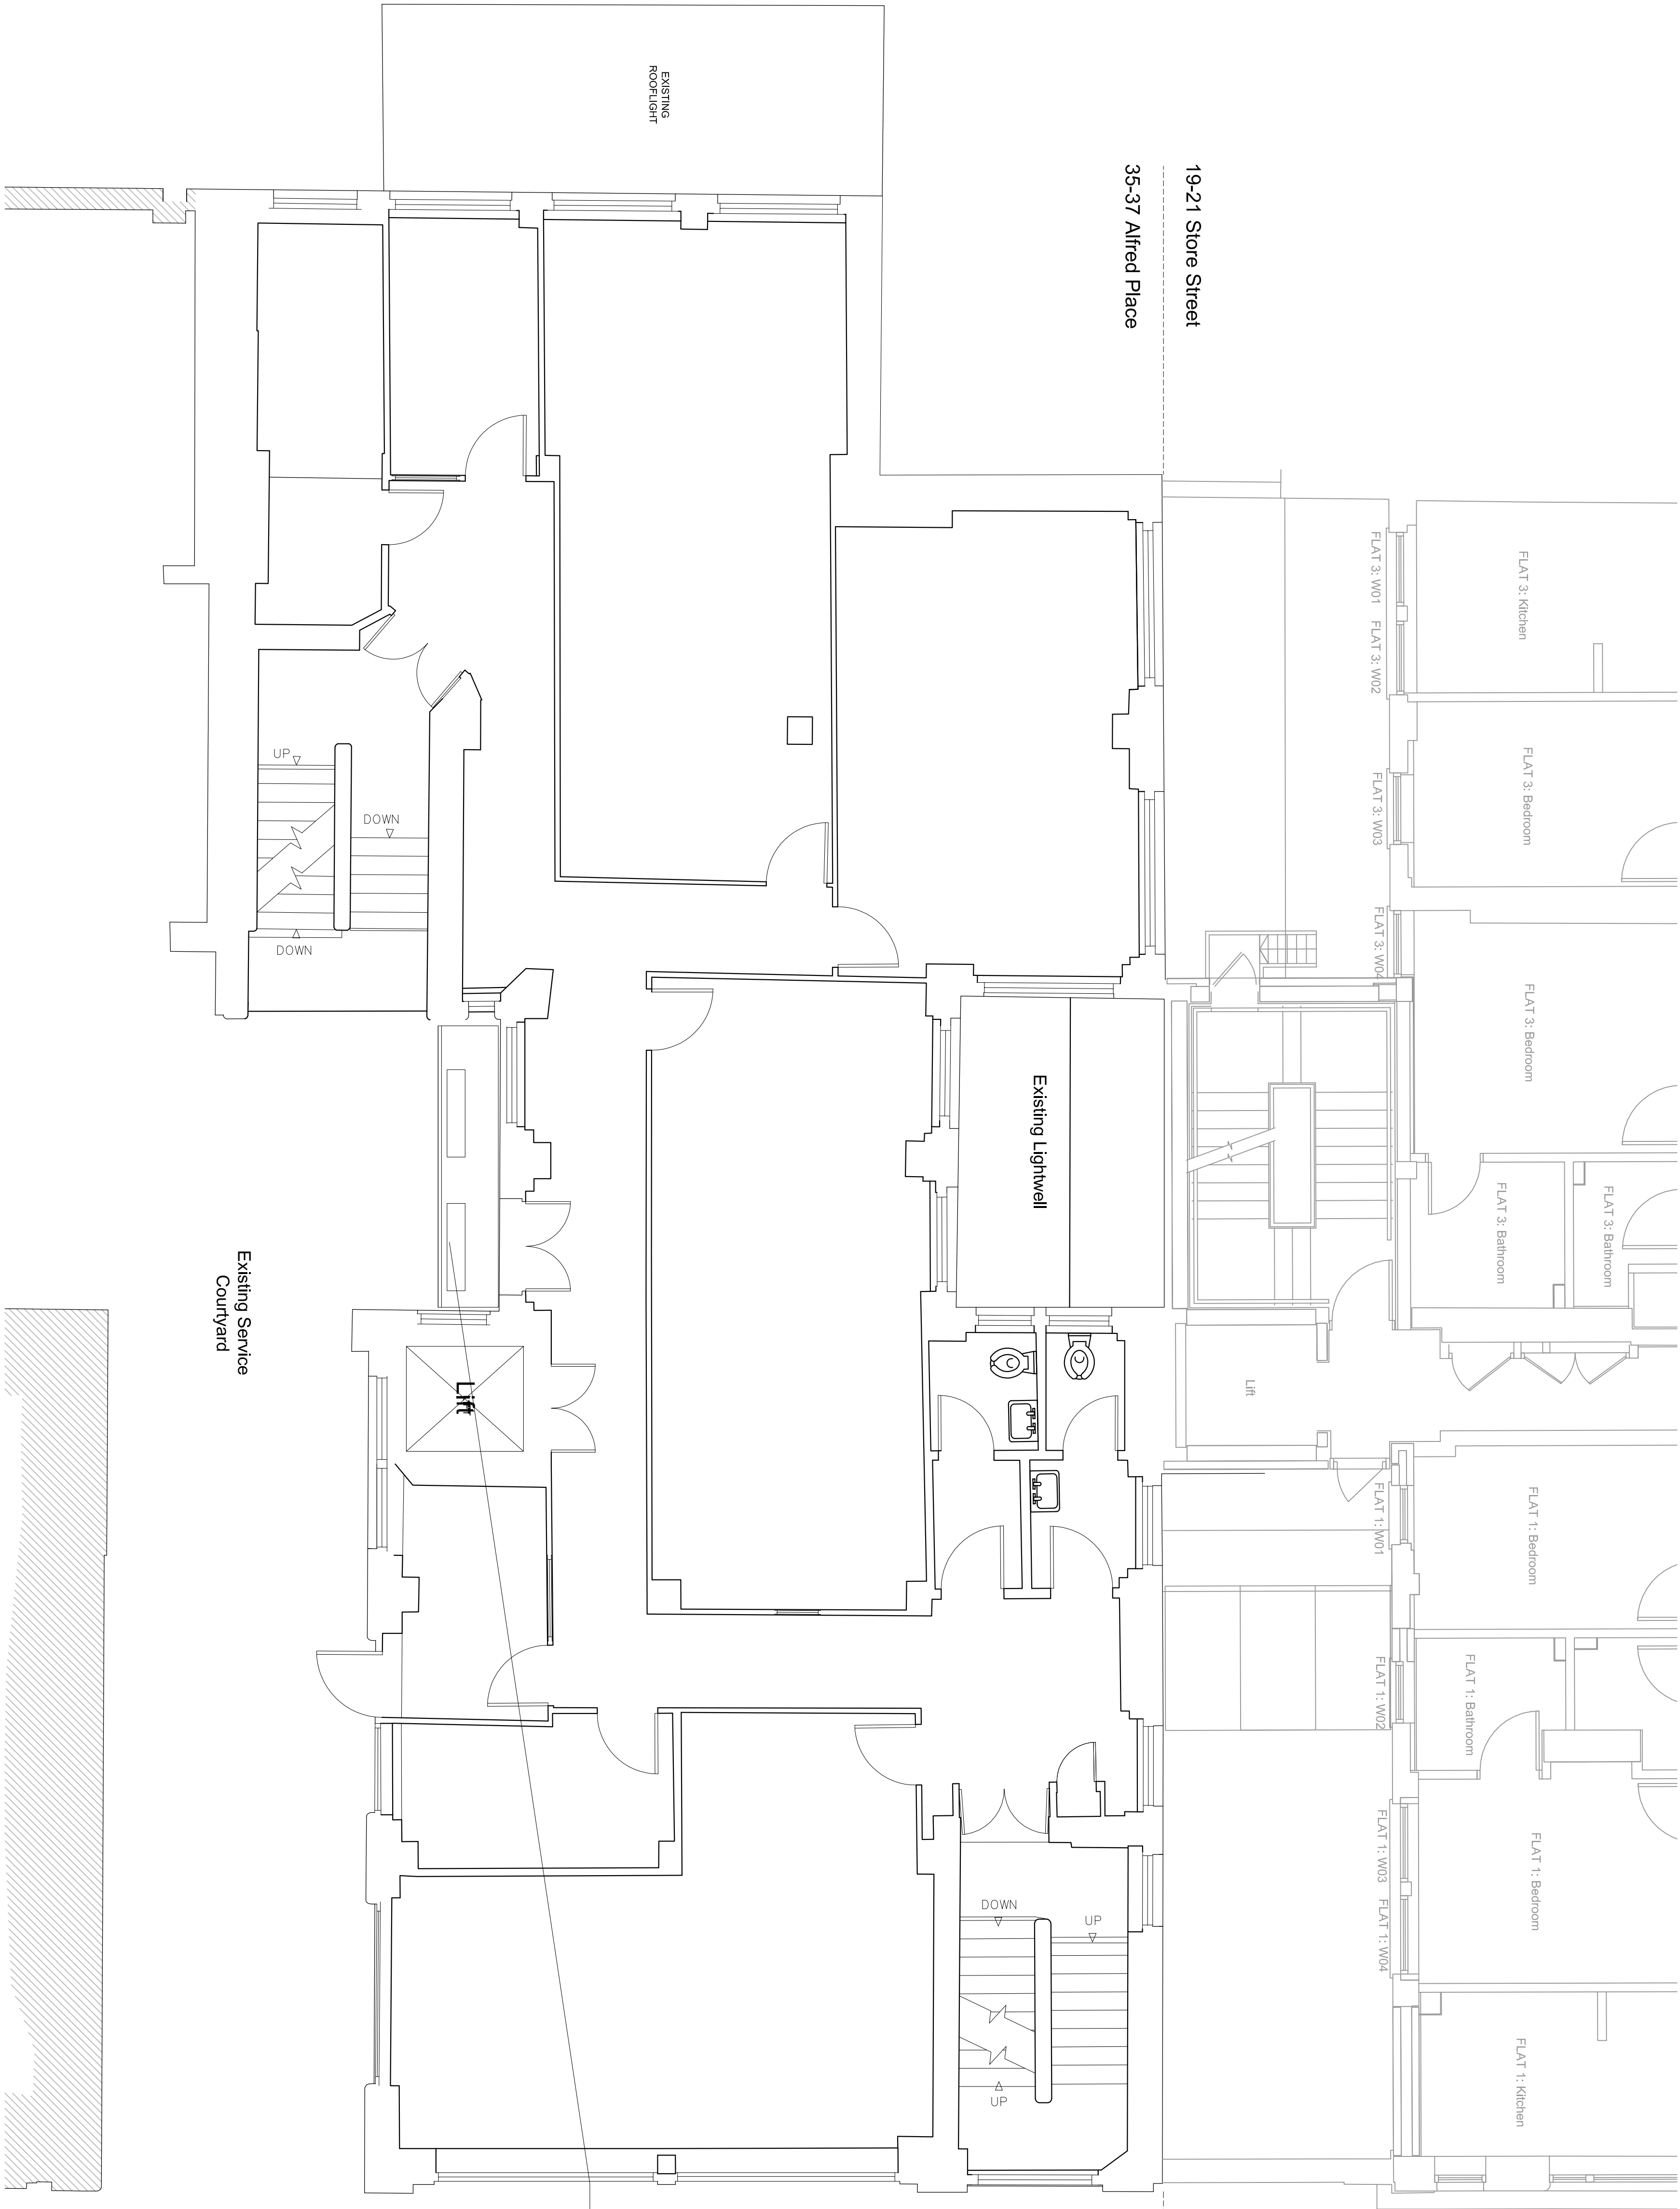 EXISTING
ROOFLIGHT
19-21 Store Street
35-37 Alfred Place
FLAT 3: Kitchen
FLAT 3: W01
FLAT 3: W02
FLAT 3: Bedroom
FLAT 3: W03
FLAT 3: W04
FLAT 3: Bedroom
FLAT 3: Bathroom
FLAT 3: Bathroom
UP
DOWN
DOWN
Existing Lightwell
Existing Service
Courtyard
Lift
Lift
FLAT 1: Bedroom
FLAT 1: W01
FLAT 1: Bathroom
FLAT 1: W02
FLAT 1: Bedroom
FLAT 1: W03
FLAT 1: W04
FLAT 1: Kitchen
DOWN
UP
UP